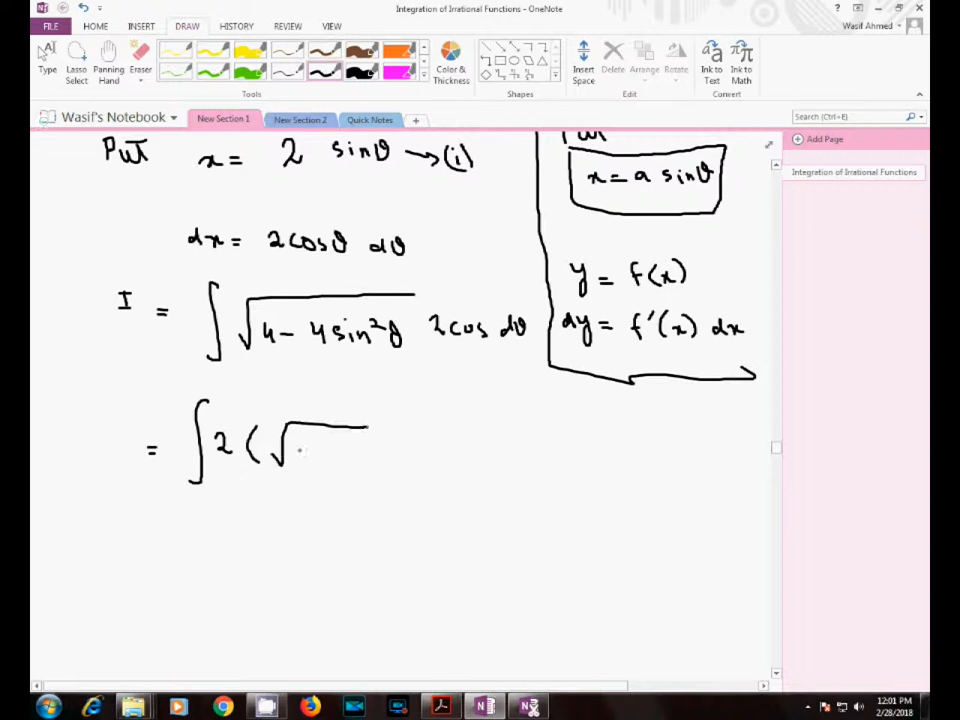 Integration of Irrational Functions - OneNote
Wasif Ahmed
FILE HOME INSERT DRAW HISTORY REVIEW VIEW
Type
Lasso Select
Panning Hand
Eraser
Color & Thickness
Insert Space
Delete
Arrange
Rotate
Ink to Text
Ink to Math
Tools
Shapes
Edit
Convert
Wasif's Notebook
New Section 1
New Section 2
Quick Notes
Search (Ctrl+E)
Add Page
Integration of Irrational Functions
Put x = 2 sinθ → (i)
dx = 2cosθ dθ
I = ∫ √4 - 4sin²θ 2cos dθ
= ∫ 2 ( √
Put
x = a sinθ
y = f(x)
dy = f'(x) dx
12:01 PM
2/28/2018